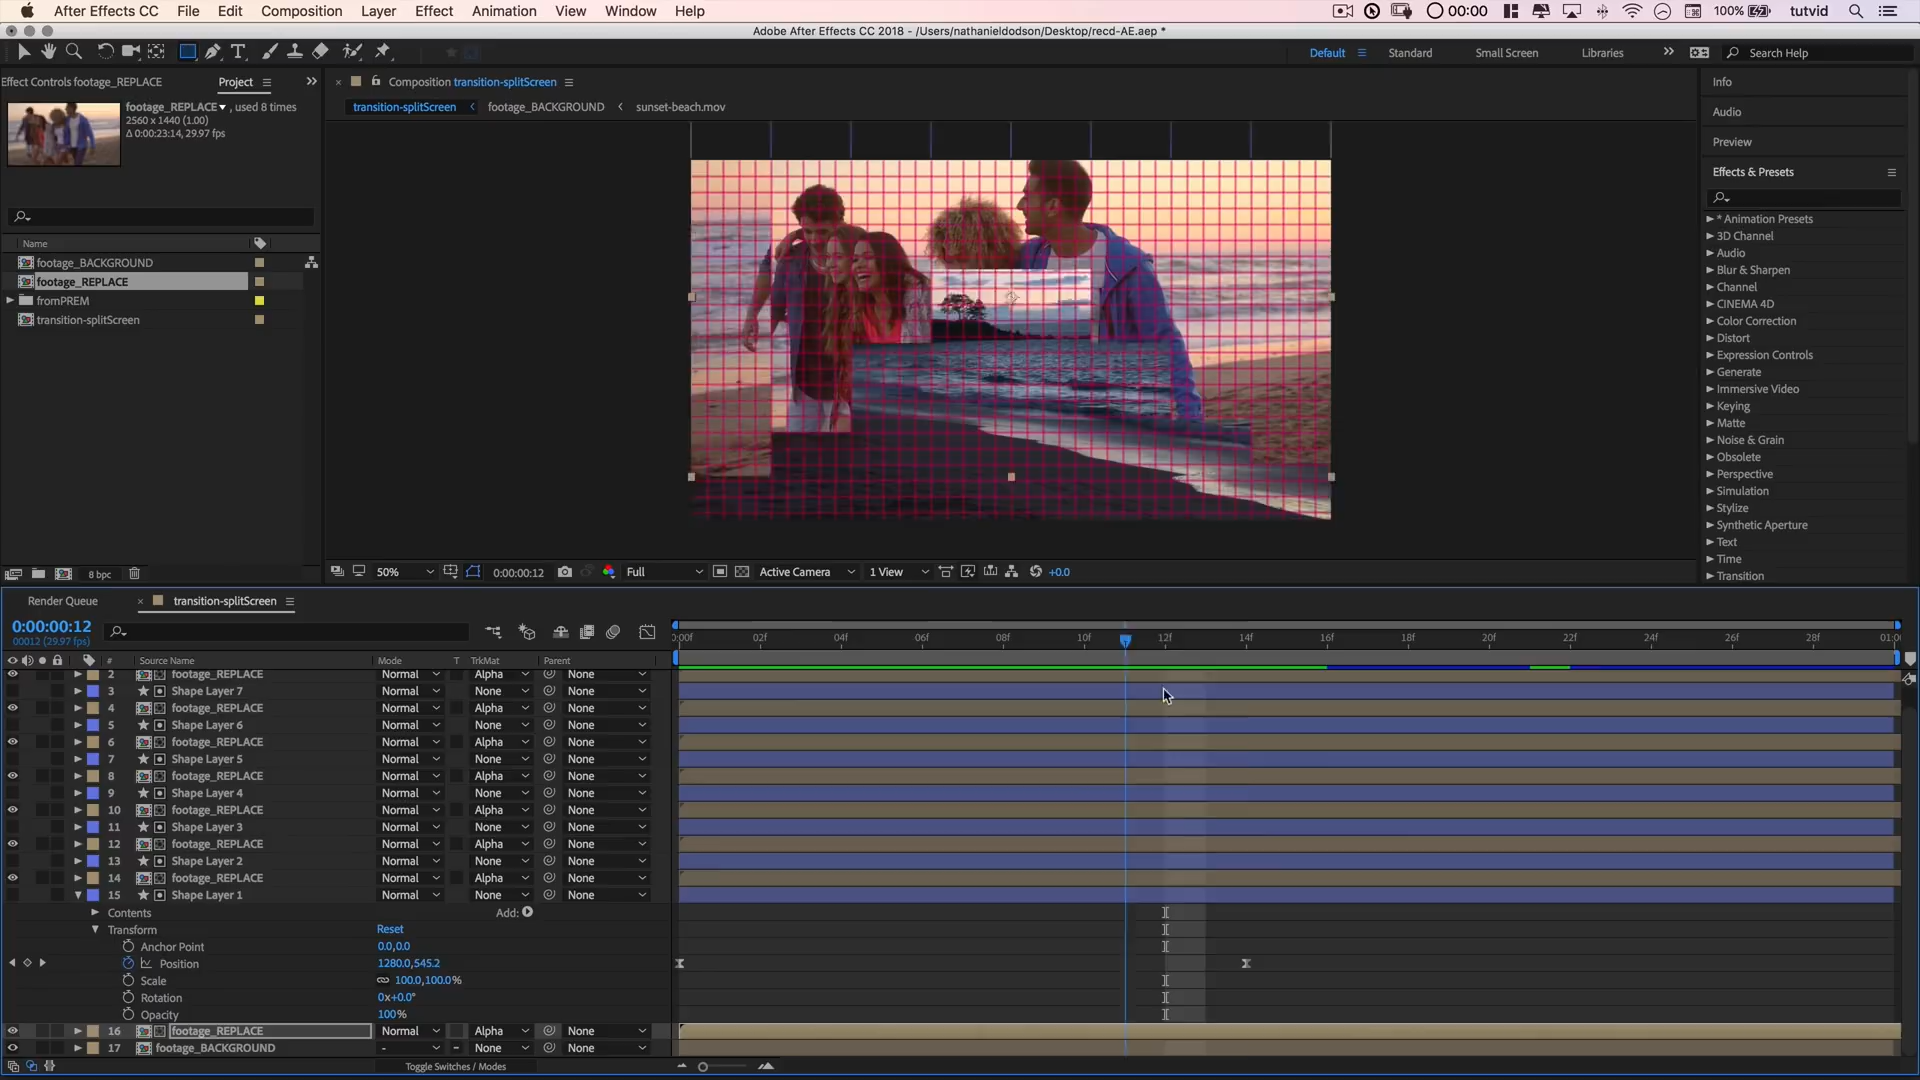 After Effects CC File Edit Composition Layer Effect Animation View Window Help 00:00 100% tutvid
Adobe After Effects CC 2018 - /Users/nathanieldodson/Desktop/recd-AE.aep *
Default Standard Small Screen Libraries Search Help
Effect Controls footage_REPLACE Project
Composition transition-splitScreen
Info
footage_REPLACE , used 8 times
2560 x 1440 (1.00)
Δ 0:00:23:14, 29.97 fps
transition-splitScreen footage_BACKGROUND sunset-beach.mov
Audio
Preview
Effects & Presets
Name
footage_BACKGROUND
footage_REPLACE
fromPREM
transition-splitScreen
* Animation Presets
3D Channel
Audio
Blur & Sharpen
Channel
CINEMA 4D
Color Correction
Distort
Expression Controls
Generate
Immersive Video
Keying
Matte
Noise & Grain
Obsolete
Perspective
Simulation
Stylize
Synthetic Aperture
Text
Time
Transition
8 bpc
50% 0:00:00:12 Full Active Camera 1 View +0.0
Render Queue transition-splitScreen
0:00:00:12
00012 (29.97 fps)
0:00f 02f 04f 06f 08f 10f 12f 14f 16f 18f 20f 22f 24f 26f 28f 01:00
# Source Name Mode T TrkMat Parent
2 footage_REPLACE Normal Alpha None
3 Shape Layer 7 Normal None None
4 footage_REPLACE Normal Alpha None
5 Shape Layer 6 Normal None None
6 footage_REPLACE Normal Alpha None
7 Shape Layer 5 Normal None None
8 footage_REPLACE Normal Alpha None
9 Shape Layer 4 Normal None None
10 footage_REPLACE Normal Alpha None
11 Shape Layer 3 Normal None None
12 footage_REPLACE Normal Alpha None
13 Shape Layer 2 Normal None None
14 footage_REPLACE Normal Alpha None
15 Shape Layer 1 Normal None None
Contents Add:
Transform Reset
Anchor Point 0.0,0.0
Position 1280.0,545.2
Scale 100.0,100.0%
Rotation 0x+0.0°
Opacity 100%
16 footage_REPLACE Normal Alpha None
17 footage_BACKGROUND - None None
Toggle Switches / Modes